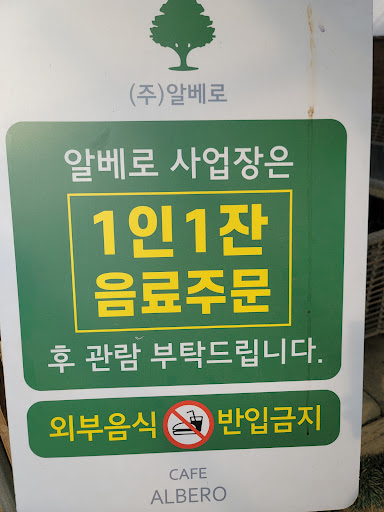 (주)알베로
알베로 사업장은
1인1잔
음료주문
후 관람 부탁드립니다.
외부음식 반입금지
CAFE
ALBERO